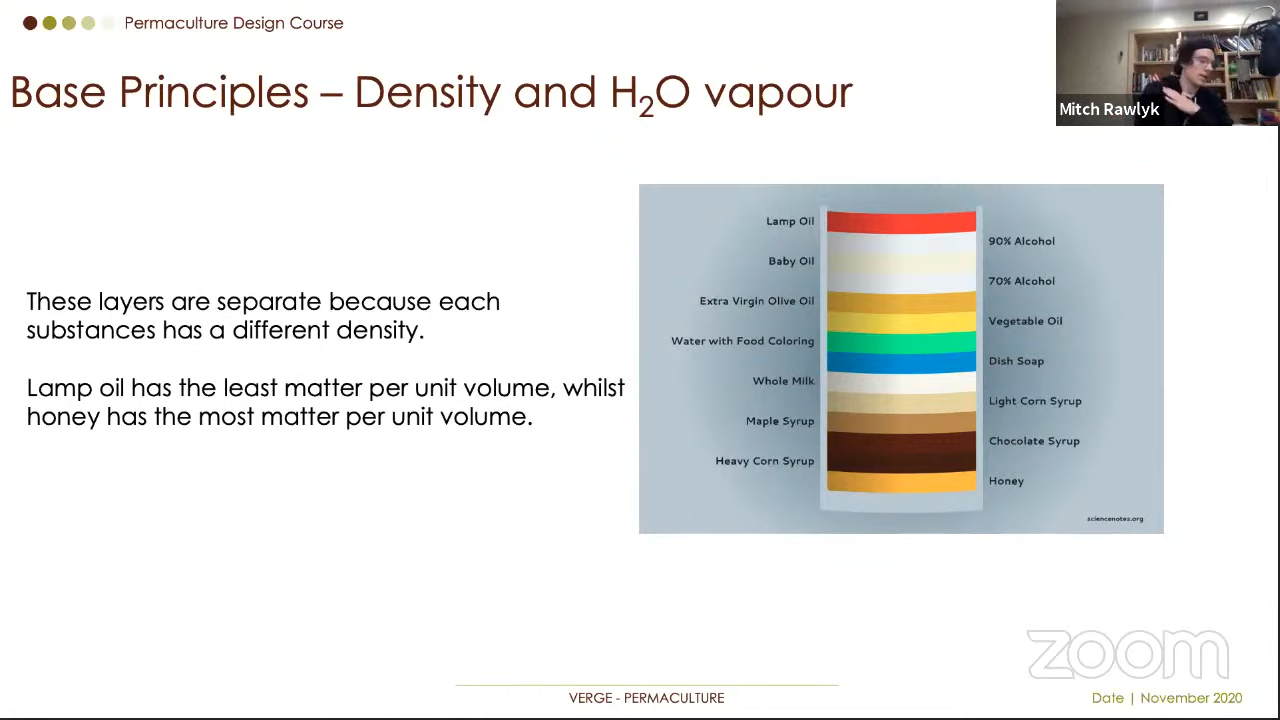 Permaculture Design Course
Base Principles – Density and H₂O vapour
Mitch Rawlyk
These layers are separate because each
substances has a different density.
Lamp oil has the least matter per unit volume, whilst
honey has the most matter per unit volume.
Lamp Oil
90% Alcohol
Baby Oil
70% Alcohol
Extra Virgin Olive Oil
Vegetable Oil
Water with Food Coloring
Dish Soap
Whole Milk
Light Corn Syrup
Maple Syrup
Chocolate Syrup
Heavy Corn Syrup
Honey
sciencenotes.org
zoom
VERGE - PERMACULTURE
Date | November 2020